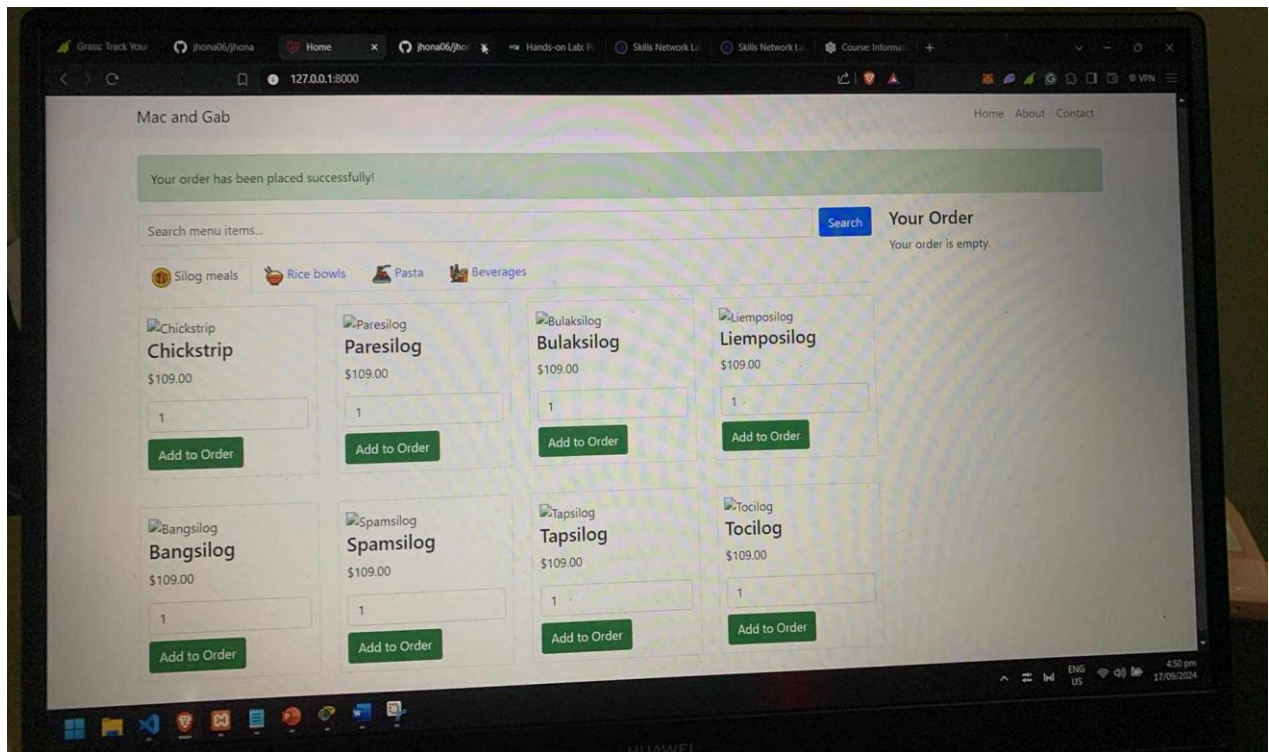 Grass: Track Your
jhona06/jhona
Home
jhona06/jho
Hands-on Lab:
Skills Network La
Skills Network La
Course: Informat
127.0.0.1:8000
VPN
Mac and Gab
Home About Contact
Your order has been placed successfully!
Search menu items...
Search
Your Order
Your order is empty.
Silog meals
Rice bowls
Pasta
Beverages
Chickstrip
Chickstrip
$109.00
1
Add to Order
Paresilog
Paresilog
$109.00
1
Add to Order
Bulaksilog
Bulaksilog
$109.00
1
Add to Order
Liemposilog
Liemposilog
$109.00
1
Add to Order
Bangsilog
Bangsilog
$109.00
1
Add to Order
Spamsilog
Spamsilog
$109.00
1
Add to Order
Tapsilog
Tapsilog
$109.00
1
Add to Order
Tocilog
Tocilog
$109.00
1
Add to Order
ENG
US
4:50 pm
17/09/2024
HUAWEI